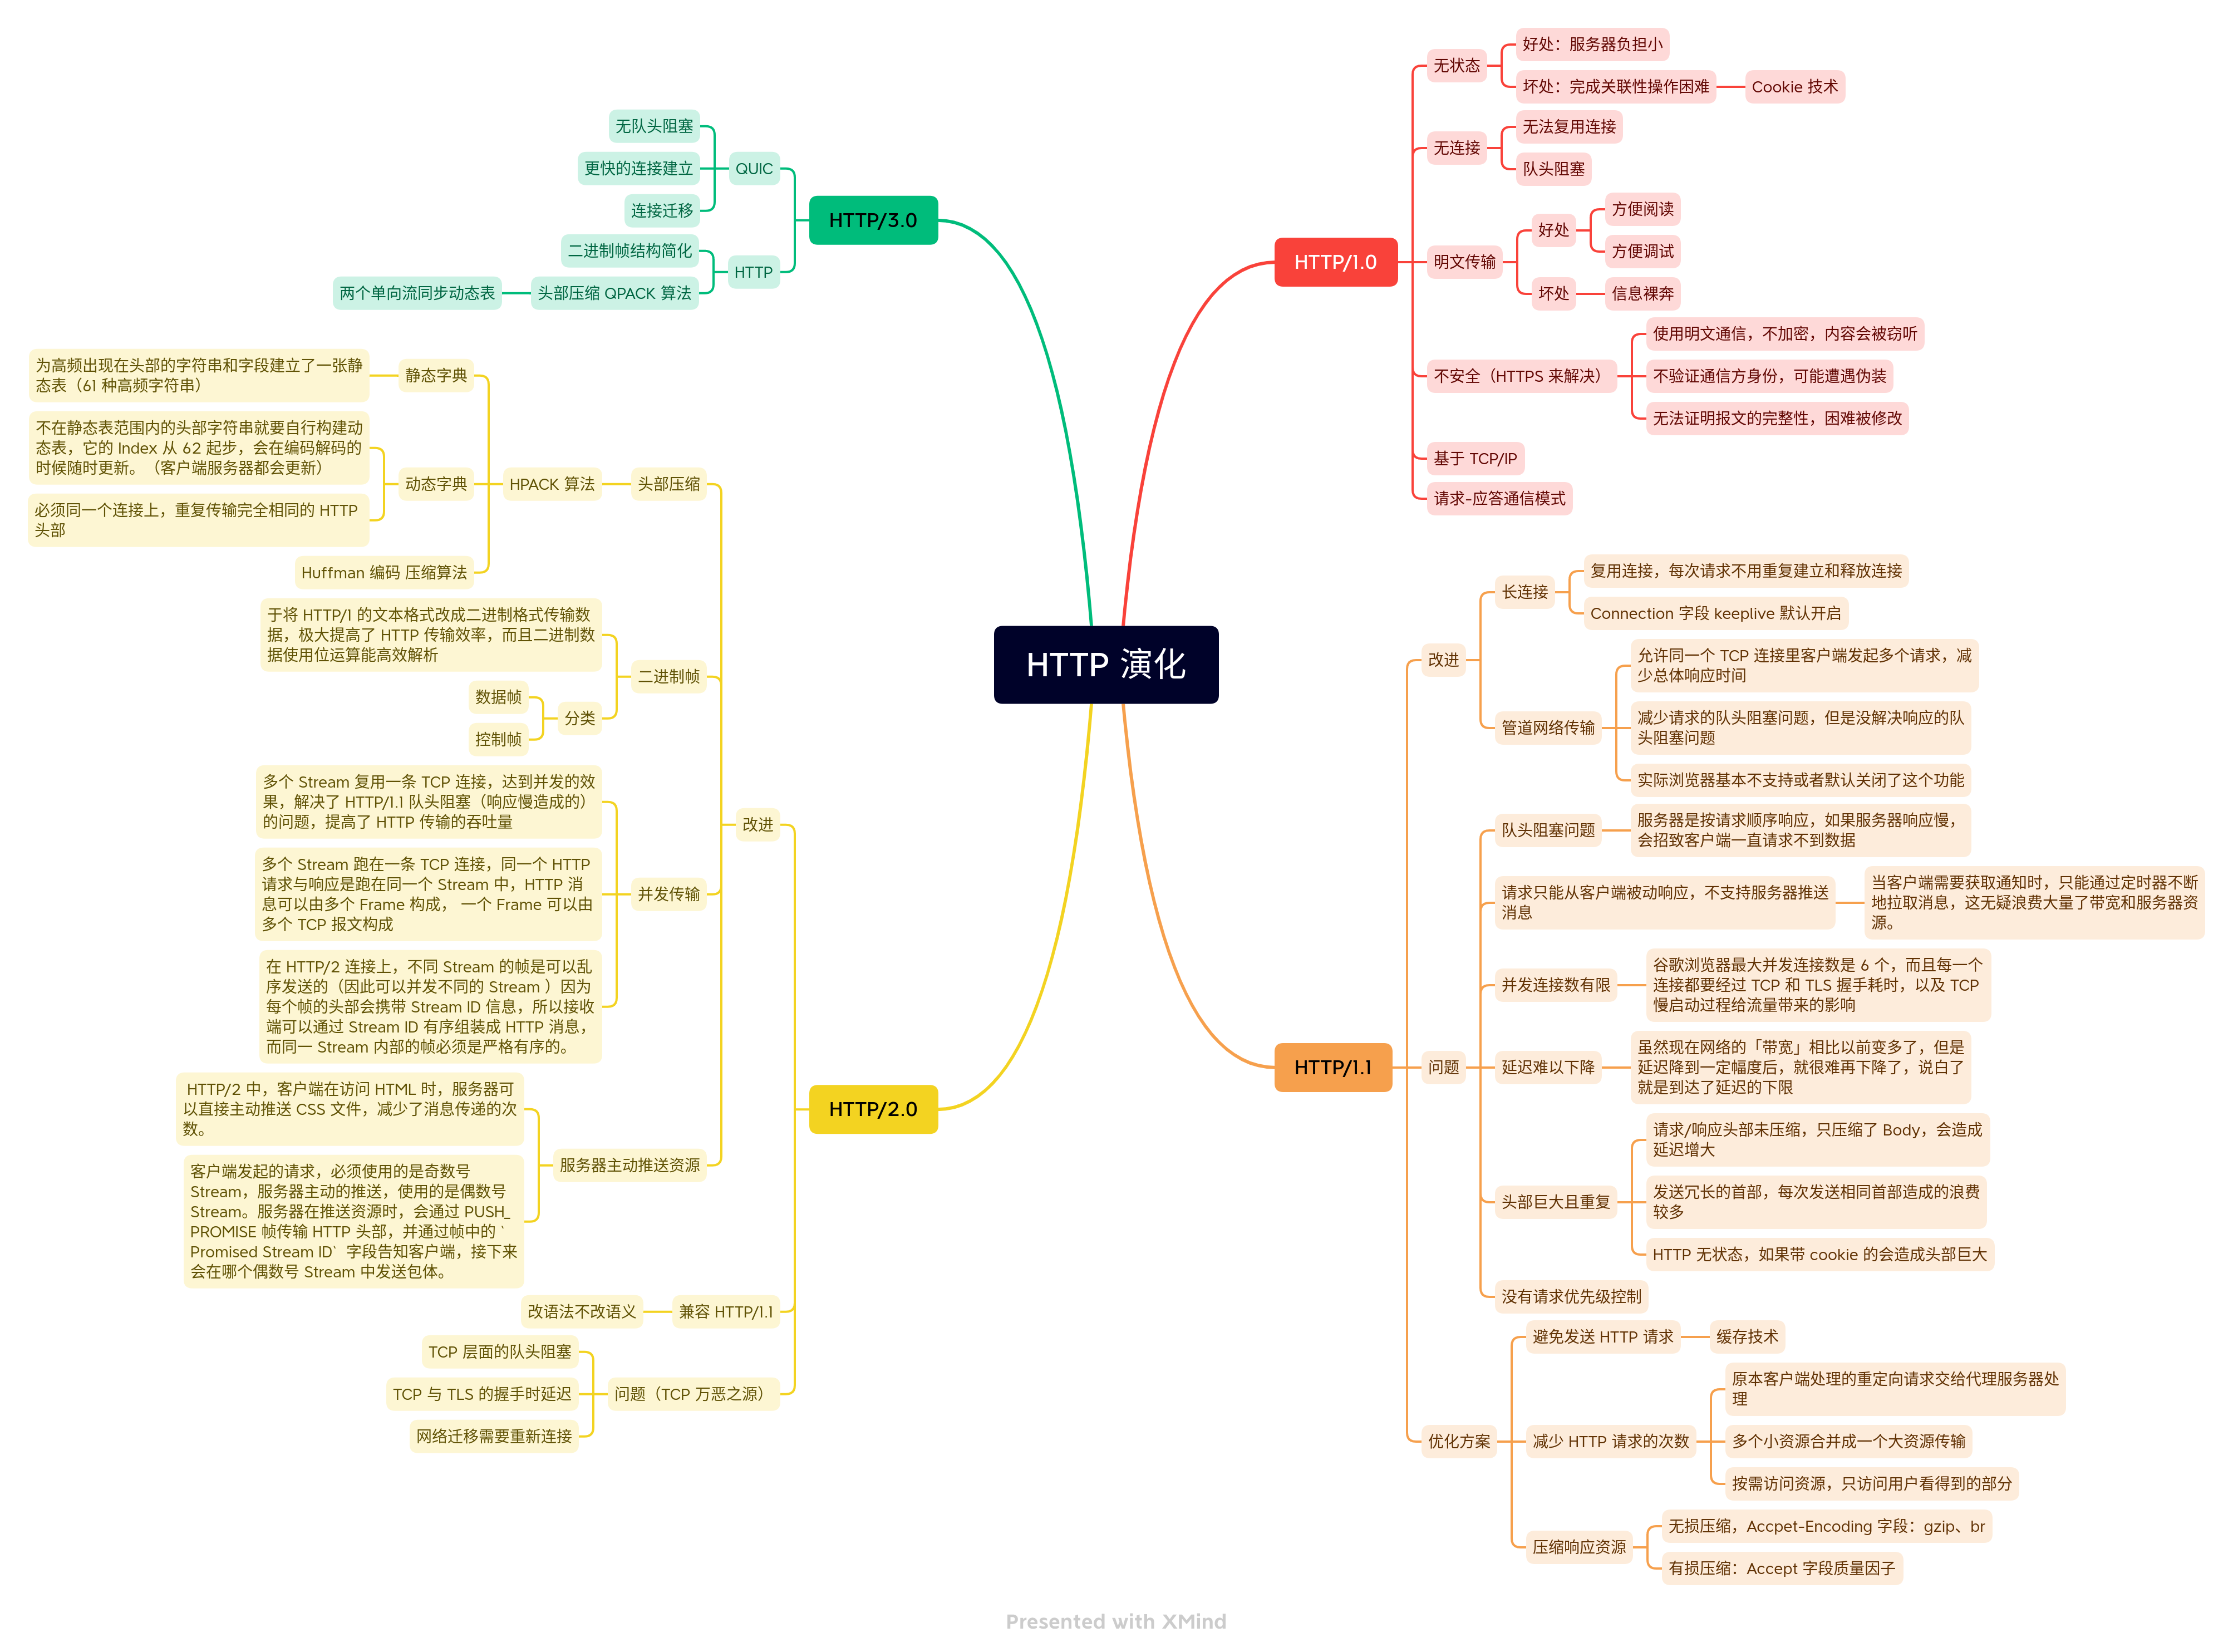 HTTP 演化
HTTP/1.0
无状态
好处：服务器负担小
坏处：完成关联性操作困难
Cookie 技术
无连接
无法复用连接
队头阻塞
明文传输
好处
方便阅读
方便调试
坏处
信息裸奔
不安全（HTTPS 来解决）
使用明文通信，不加密，内容会被窃听
不验证通信方身份，可能遭遇伪装
无法证明报文的完整性，困难被修改
基于 TCP/IP
请求-应答通信模式
HTTP/1.1
改进
长连接
复用连接，每次请求不用重复建立和释放连接
Connection 字段 keeplive 默认开启
管道网络传输
允许同一个 TCP 连接里客户端发起多个请求，减
少总体响应时间
减少请求的队头阻塞问题，但是没解决响应的队
头阻塞问题
实际浏览器基本不支持或者默认关闭了这个功能
问题
队头阻塞问题
服务器是按请求顺序响应，如果服务器响应慢，
会招致客户端一直请求不到数据
请求只能从客户端被动响应，不支持服务器推送
消息
当客户端需要获取通知时，只能通过定时器不断
地拉取消息，这无疑浪费大量了带宽和服务器资
源。
并发连接数有限
谷歌浏览器最大并发连接数是 6 个，而且每一个
连接都要经过 TCP 和 TLS 握手耗时，以及 TCP
慢启动过程给流量带来的影响
延迟难以下降
虽然现在网络的「带宽」相比以前变多了，但是
延迟降到一定幅度后，就很难再下降了，说白了
就是到达了延迟的下限
头部巨大且重复
请求/响应头部未压缩，只压缩了 Body，会造成
延迟增大
发送冗长的首部，每次发送相同首部造成的浪费
较多
HTTP 无状态，如果带 cookie 的会造成头部巨大
没有请求优先级控制
优化方案
避免发送 HTTP 请求
缓存技术
减少 HTTP 请求的次数
原本客户端处理的重定向请求交给代理服务器处
理
多个小资源合并成一个大资源传输
按需访问资源，只访问用户看得到的部分
压缩响应资源
无损压缩，Accpet-Encoding 字段：gzip、br
有损压缩：Accept 字段质量因子
HTTP/2.0
改进
头部压缩
HPACK 算法
静态字典
为高频出现在头部的字符串和字段建立了一张静
态表（61 种高频字符串）
动态字典
不在静态表范围内的头部字符串就要自行构建动
态表，它的 Index 从 62 起步，会在编码解码的
时候随时更新。（客户端服务器都会更新）
必须同一个连接上，重复传输完全相同的 HTTP
头部
Huffman 编码 压缩算法
二进制帧
于将 HTTP/1 的文本格式改成二进制格式传输数
据，极大提高了 HTTP 传输效率，而且二进制数
据使用位运算能高效解析
分类
数据帧
控制帧
并发传输
多个 Stream 复用一条 TCP 连接，达到并发的效
果，解决了 HTTP/1.1 队头阻塞（响应慢造成的）
的问题，提高了 HTTP 传输的吞吐量
多个 Stream 跑在一条 TCP 连接，同一个 HTTP
请求与响应是跑在同一个 Stream 中，HTTP 消
息可以由多个 Frame 构成， 一个 Frame 可以由
多个 TCP 报文构成
在 HTTP/2 连接上，不同 Stream 的帧是可以乱
序发送的（因此可以并发不同的 Stream ）因为
每个帧的头部会携带 Stream ID 信息，所以接收
端可以通过 Stream ID 有序组装成 HTTP 消息，
而同一 Stream 内部的帧必须是严格有序的。
服务器主动推送资源
HTTP/2 中，客户端在访问 HTML 时，服务器可
以直接主动推送 CSS 文件，减少了消息传递的次
数。
客户端发起的请求，必须使用的是奇数号
Stream，服务器主动的推送，使用的是偶数号
Stream。服务器在推送资源时，会通过 PUSH_
PROMISE 帧传输 HTTP 头部，并通过帧中的 `
Promised Stream ID` 字段告知客户端，接下来
会在哪个偶数号 Stream 中发送包体。
兼容 HTTP/1.1
改语法不改语义
问题（TCP 万恶之源）
TCP 层面的队头阻塞
TCP 与 TLS 的握手时延迟
网络迁移需要重新连接
HTTP/3.0
QUIC
无队头阻塞
更快的连接建立
连接迁移
HTTP
二进制帧结构简化
头部压缩 QPACK 算法
两个单向流同步动态表
Presented with XMind